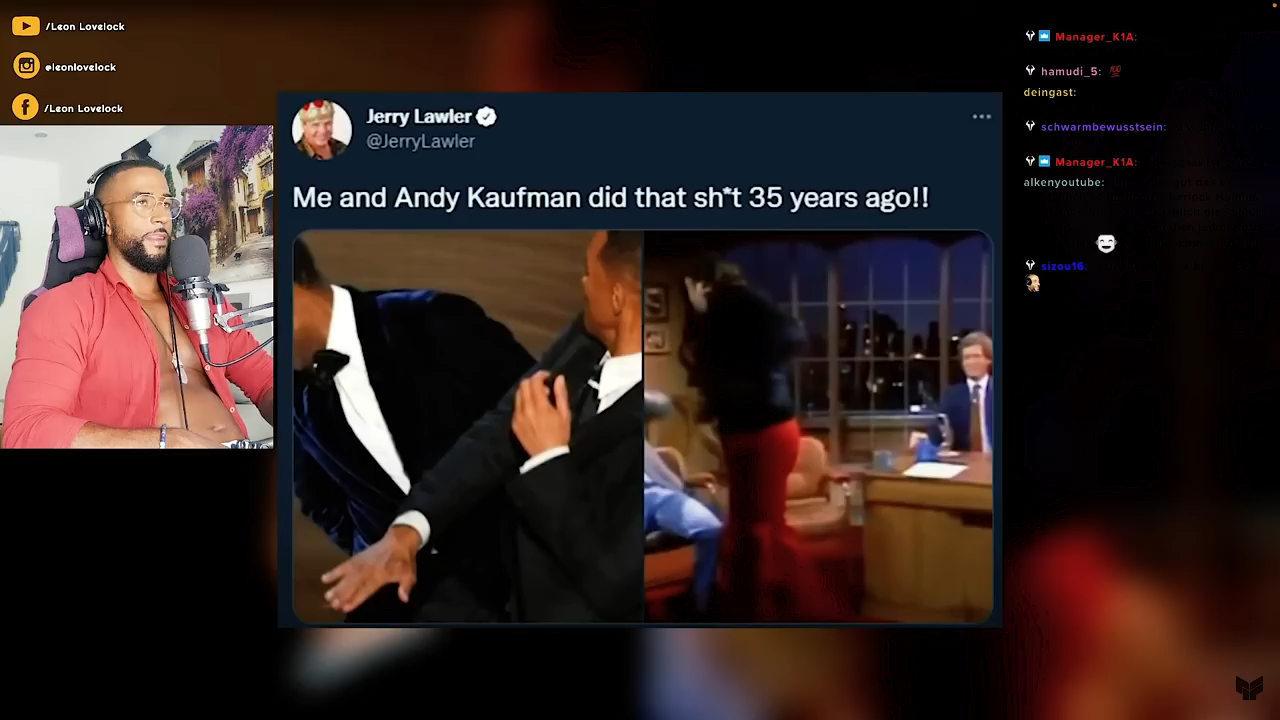 /Leon Lovelock
@leonlovelock
/Leon Lovelock
Jerry Lawler
@JerryLawler
Me and Andy Kaufman did that sh*t 35 years ago!!
Manager_K1A:
hamudi_5: 💯
deingast:
schwarmbewusstsein:
Manager_K1A:
alkenyoutube:
sizou16: